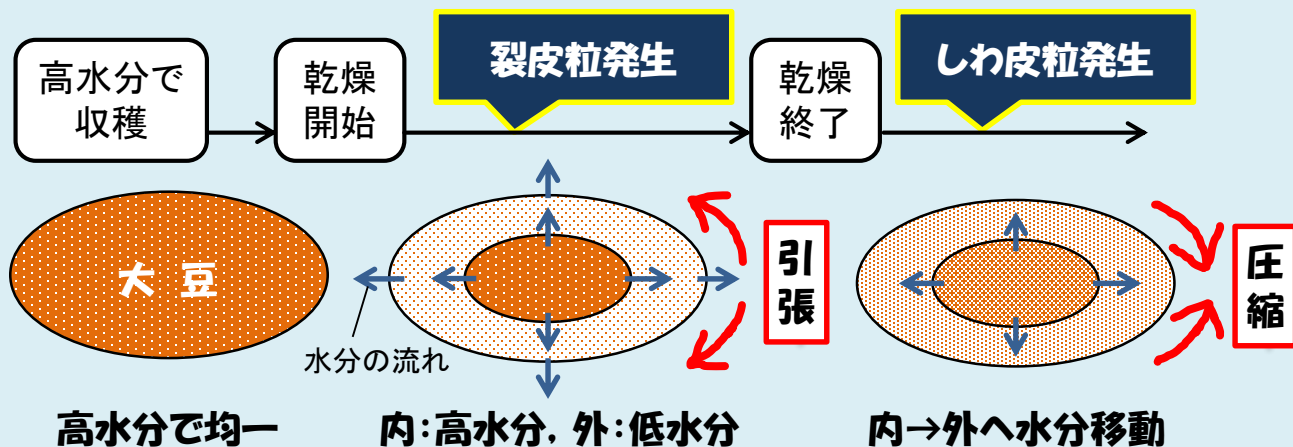 高水分で
収穫
乾燥
開始
裂皮粒発生
乾燥
終了
しわ皮粒発生
大豆
水分の流れ
引
張
圧
縮
高水分で均一
内:高水分, 外:低水分
内→外へ水分移動